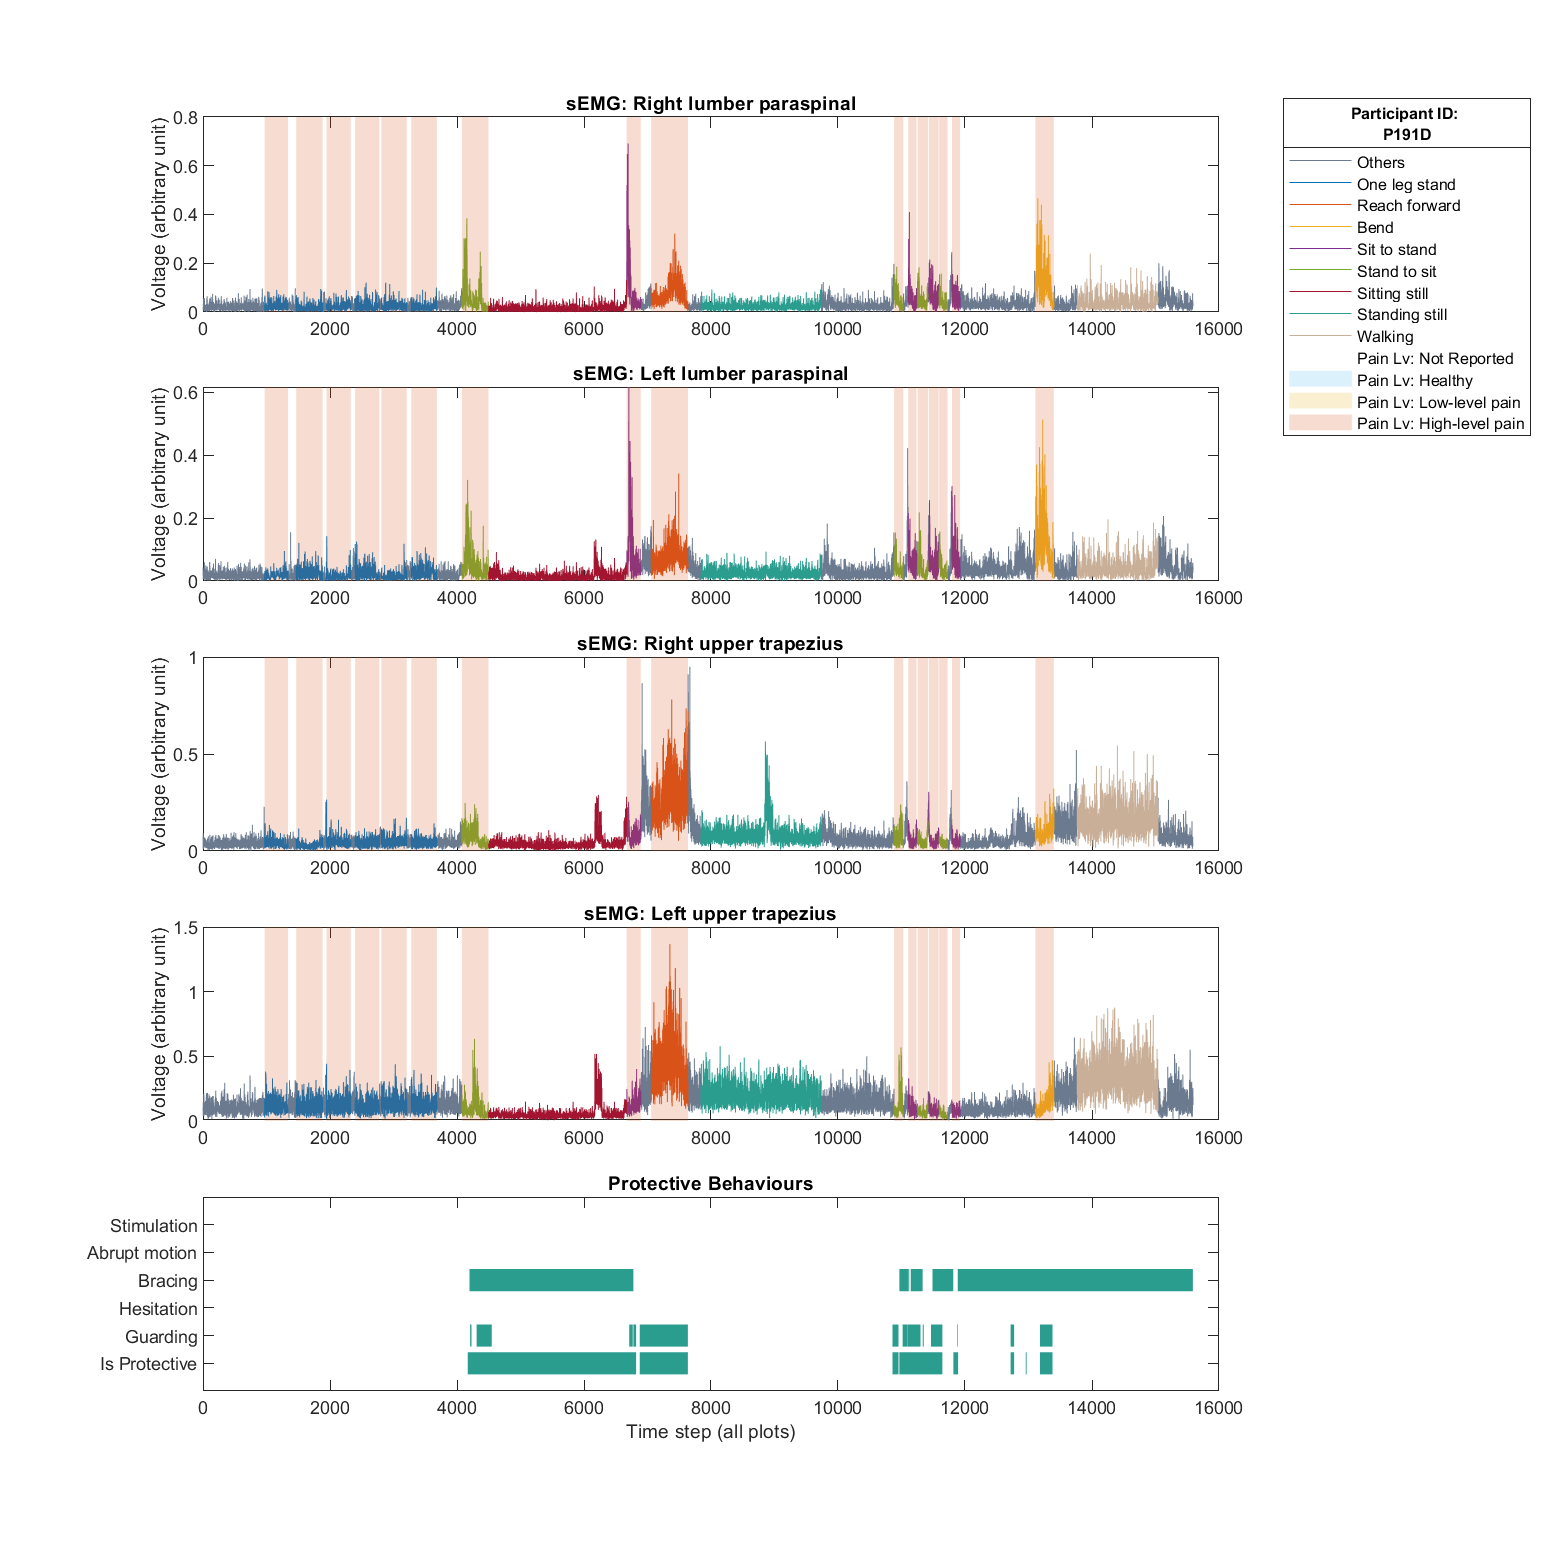 sEMG: Right lumber paraspinal
Voltage (arbitrary unit)
0.8
0.6
0.4
0.2
0
0 2000 4000 6000 8000 10000 12000 14000 16000
sEMG: Left lumber paraspinal
Voltage (arbitrary unit)
0.6
0.4
0.2
0
0 2000 4000 6000 8000 10000 12000 14000 16000
sEMG: Right upper trapezius
Voltage (arbitrary unit)
1
0.5
0
0 2000 4000 6000 8000 10000 12000 14000 16000
sEMG: Left upper trapezius
Voltage (arbitrary unit)
1.5
1
0.5
0
0 2000 4000 6000 8000 10000 12000 14000 16000
Protective Behaviours
Stimulation
Abrupt motion
Bracing
Hesitation
Guarding
Is Protective
0 2000 4000 6000 8000 10000 12000 14000 16000
Time step (all plots)
Participant ID:
P191D
Others
One leg stand
Reach forward
Bend
Sit to stand
Stand to sit
Sitting still
Standing still
Walking
Pain Lv: Not Reported
Pain Lv: Healthy
Pain Lv: Low-level pain
Pain Lv: High-level pain